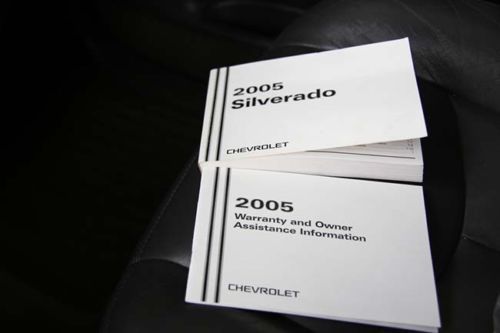 2005
Silverado
CHEVROLET
2005
Warranty and Owner
Assistance Information
CHEVROLET